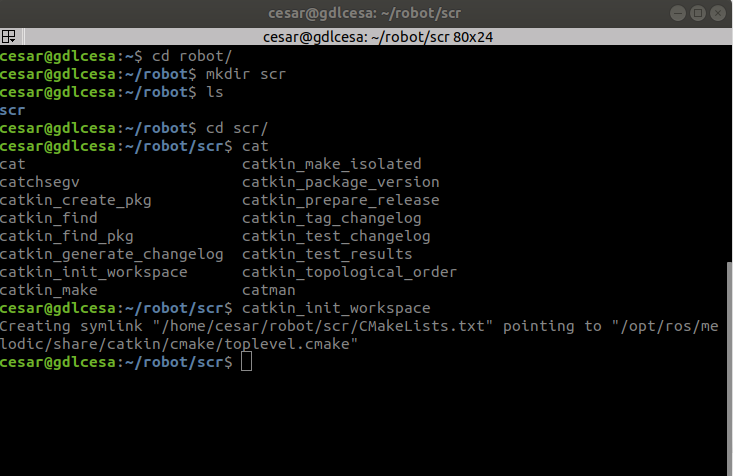 cesar@gdlcesa: ~/robot/scr
cesar@gdlcesa: ~/robot/scr 80x24
cesar@gdlcesa:~$ cd robot/
cesar@gdlcesa:~/robot$ mkdir scr
cesar@gdlcesa:~/robot$ ls
scr
cesar@gdlcesa:~/robot$ cd scr/
cesar@gdlcesa:~/robot/scr$ cat
cat catkin_make_isolated
catchsegv catkin_package_version
catkin_create_pkg catkin_prepare_release
catkin_find catkin_tag_changelog
catkin_find_pkg catkin_test_changelog
catkin_generate_changelog catkin_test_results
catkin_init_workspace catkin_topological_order
catkin_make catman
cesar@gdlcesa:~/robot/scr$ catkin_init_workspace
Creating symlink "/home/cesar/robot/scr/CMakeLists.txt" pointing to "/opt/ros/me
lodic/share/catkin/cmake/toplevel.cmake"
cesar@gdlcesa:~/robot/scr$